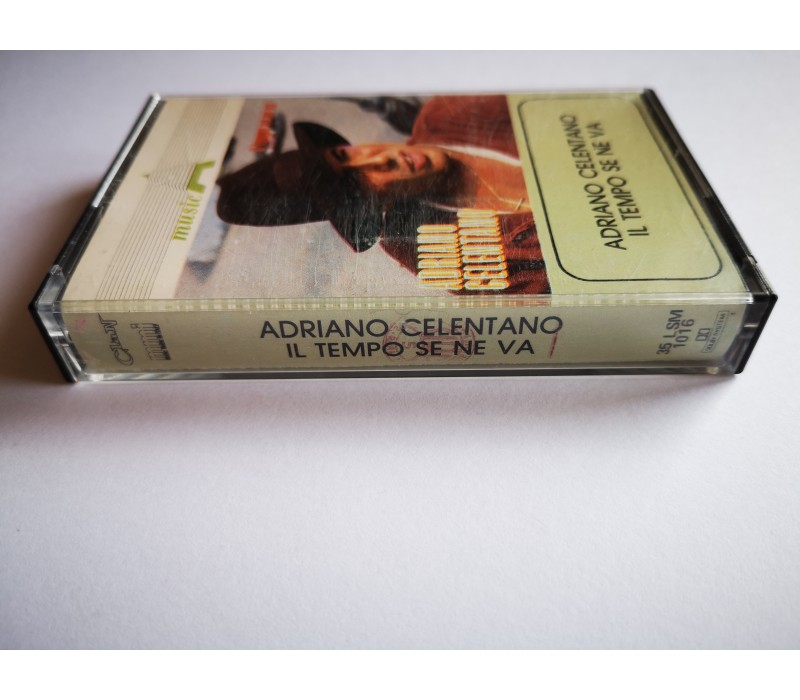 music A
ADRIANO
CELENTANO
ADRIANO CELENTANO
IL TEMPO SE NE VA
ADRIANO CELENTANO
IL TEMPO SE NE VA
35 LSM
1016